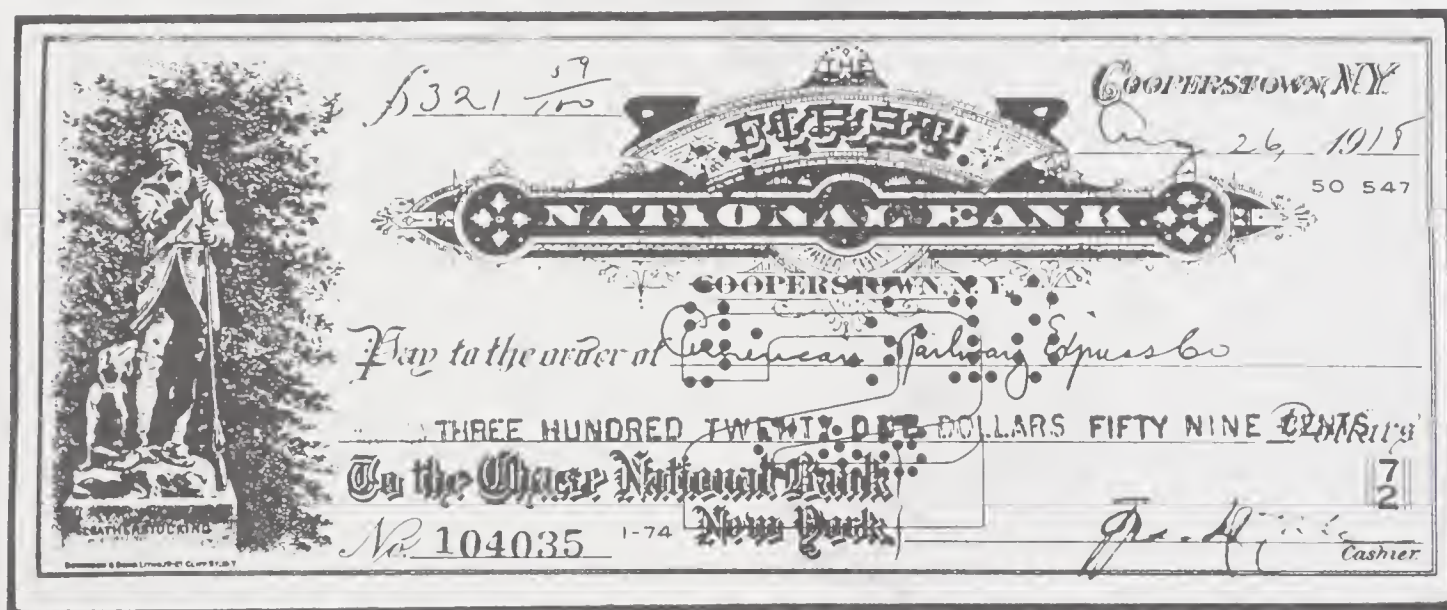 $321 59/100
THE
FIRST
NATIONAL BANK
COOPERSTOWN, N.Y.
COOPERSTOWN, N.Y.
Aug 26, 1918
50 547
Pay to the order of American Railway Express Co
THREE HUNDRED TWENTY ONE DOLLARS FIFTY NINE CENTS Dollars
To the Chase National Bank
New York
7
2
No. 104035 1-74
Cashier.
LEATHERSTOCKING